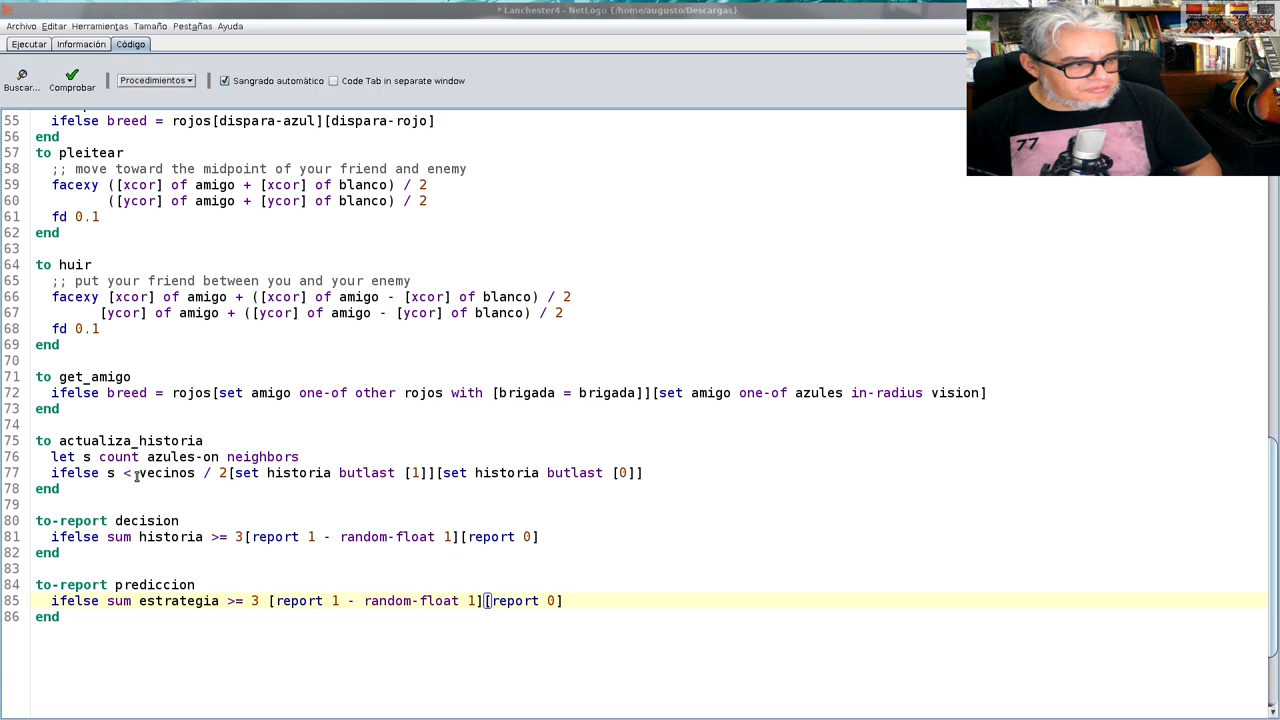 * Lanchester4 - NetLogo {/home/augusto/Descargas}
Archivo Editar Herramientas Tamaño Pestañas Ayuda
Ejecutar Información Código
Buscar... Comprobar Procedimientos Sangrado automático Code Tab in separate window
55 ifelse breed = rojos[dispara-azul][dispara-rojo]
56 end
57 to pleitear
58 ;; move toward the midpoint of your friend and enemy
59 facexy ([xcor] of amigo + [xcor] of blanco) / 2
60 ([ycor] of amigo + [ycor] of blanco) / 2
61 fd 0.1
62 end
63
64 to huir
65 ;; put your friend between you and your enemy
66 facexy [xcor] of amigo + ([xcor] of amigo - [xcor] of blanco) / 2
67 [ycor] of amigo + ([ycor] of amigo - [ycor] of blanco) / 2
68 fd 0.1
69 end
70
71 to get_amigo
72 ifelse breed = rojos[set amigo one-of other rojos with [brigada = brigada]][set amigo one-of azules in-radius vision]
73 end
74
75 to actualiza_historia
76 let s count azules-on neighbors
77 ifelse s < vecinos / 2[set historia butlast [1]][set historia butlast [0]]
78 end
79
80 to-report decision
81 ifelse sum historia >= 3[report 1 - random-float 1][report 0]
82 end
83
84 to-report prediccion
85 ifelse sum estrategia >= 3 [report 1 - random-float 1][report 0]
86 end
77